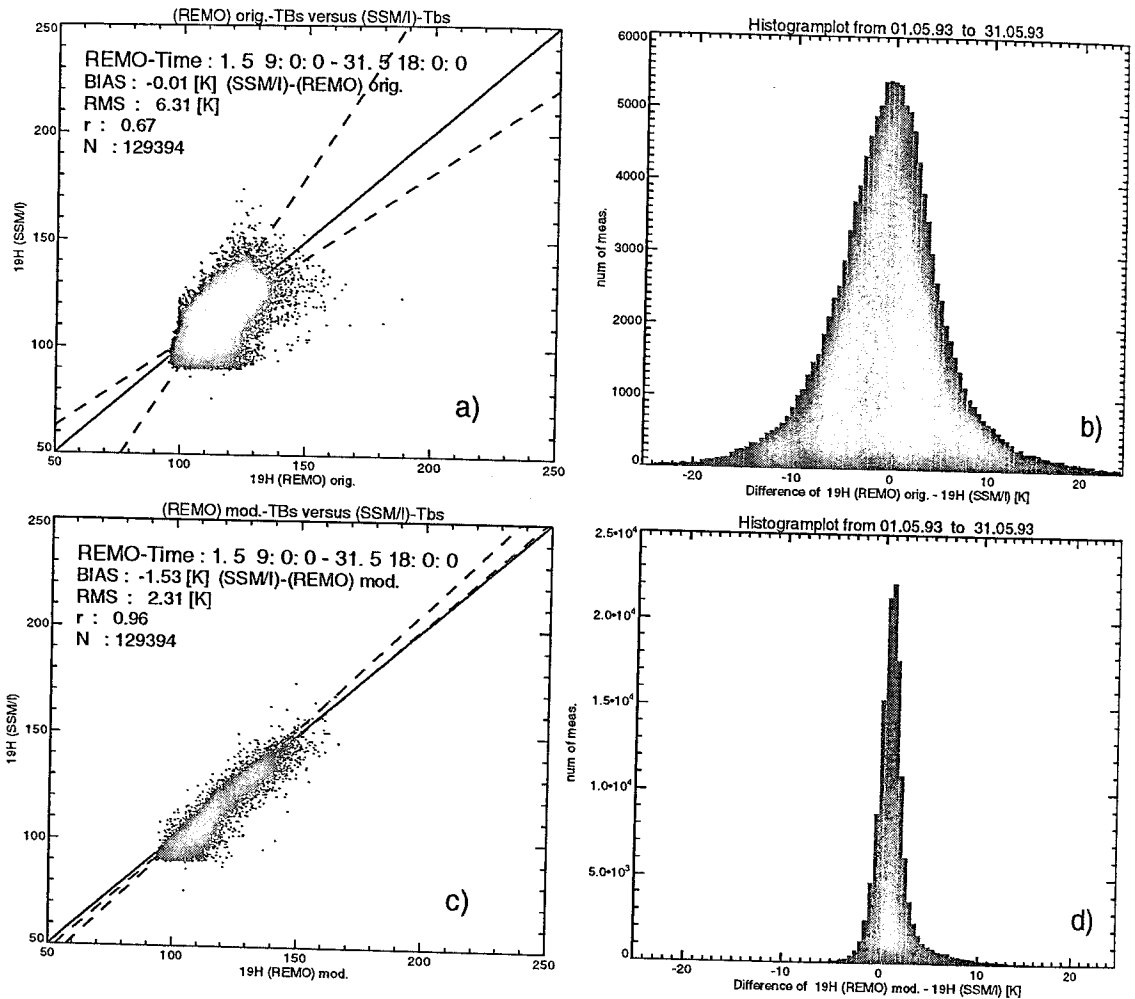 (REMO) orig.-TBs versus (SSM/I)-Tbs
250
200
150
100
50
19H (SSM/I)
REMO-Time : 1. 5 9: 0: 0 - 31. 5 18: 0: 0
BIAS : -0.01 [K] (SSM/I)-(REMO) orig.
RMS : 6.31 [K]
r : 0.67
N : 129394
a)
50 100 150 200 250
19H (REMO) orig.
Histogramplot from 01.05.93 to 31.05.93
6000
5000
4000
3000
2000
1000
0
num of meas.
b)
-10 0 10 20
Difference of 19H (REMO) orig. - 19H (SSM/I) [K]
(REMO) mod.-TBs versus (SSM/I)-Tbs
250
200
150
100
50
19H (SSM/I)
REMO-Time : 1. 5 9: 0: 0 - 31. 5 18: 0: 0
BIAS : -1.53 [K] (SSM/I)-(REMO) mod.
RMS : 2.31 [K]
r : 0.96
N : 129394
c)
50 100 150 200 250
19H (REMO) mod.
Histogramplot from 01.05.93 to 31.05.93
2.5•10⁴
2.0•10⁴
1.5•10⁴
1.0•10⁴
5.0•10³
0
num of meas.
d)
-20 -10 0 10 20
Difference of 19H (REMO) mod. - 19H (SSM/I) [K]